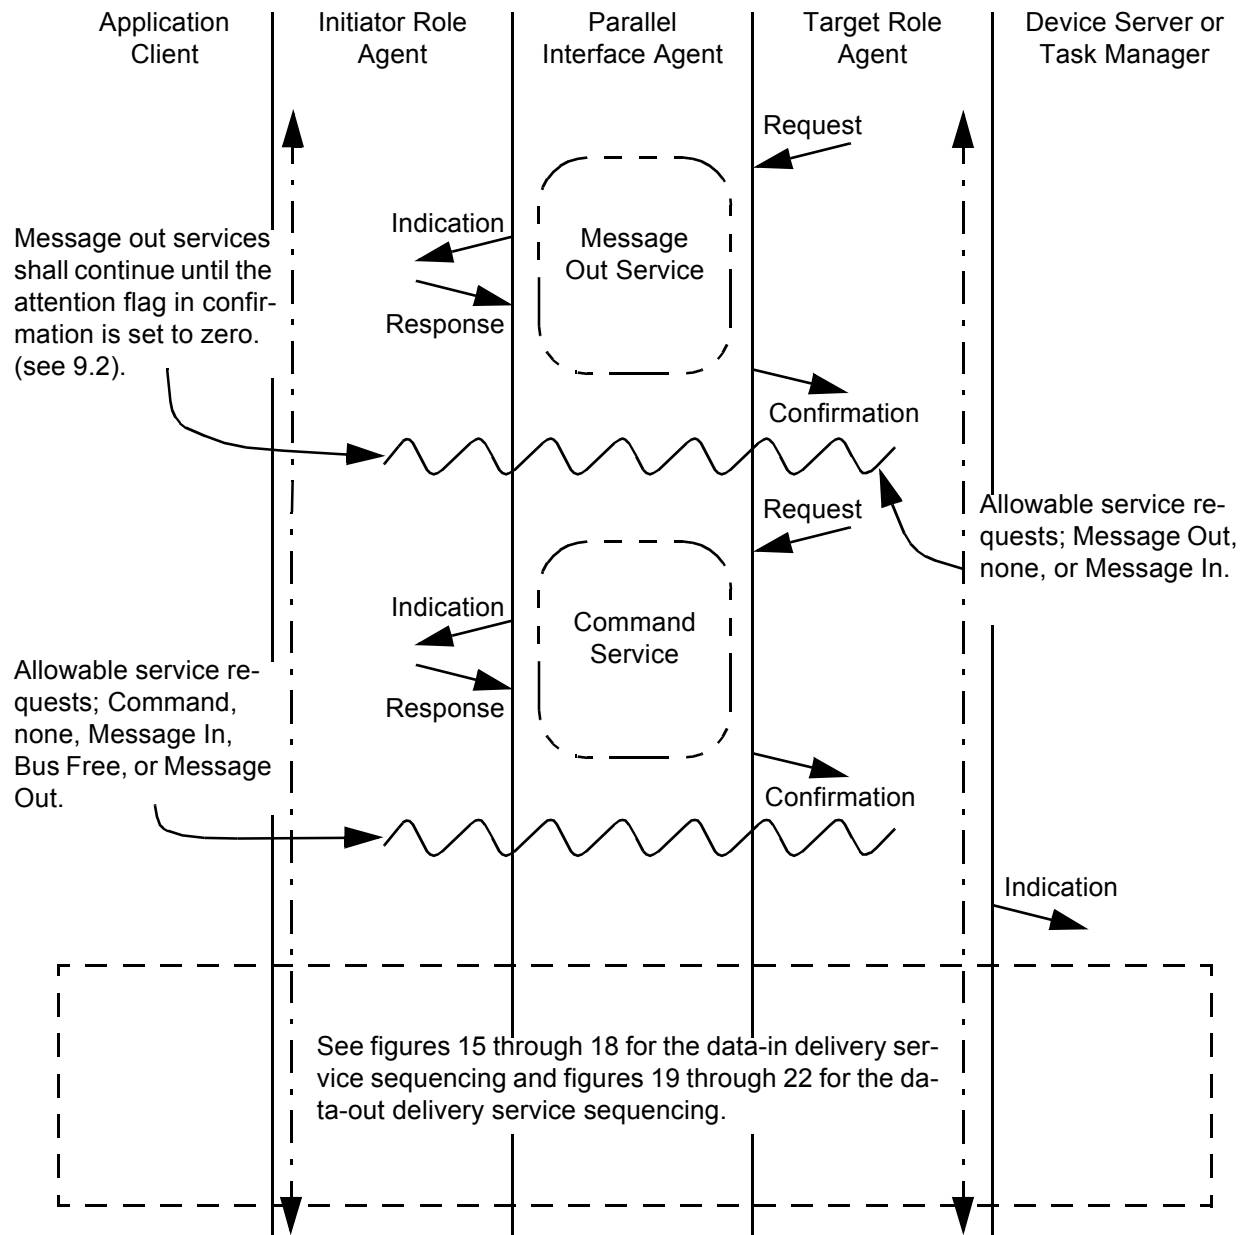 Application
Client
Initiator Role
Agent
Parallel
Interface Agent
Target Role
Agent
Device Server or
Task Manager
Request
Indication
Message
Out Service
Message out services
shall continue until the
attention flag in confir-
mation is set to zero.
(see 9.2).
Response
Confirmation
Request
Allowable service re-
quests; Message Out,
none, or Message In.
Indication
Command
Service
Allowable service re-
quests; Command,
none, Message In,
Bus Free, or Message
Out.
Response
Confirmation
Indication
See figures 15 through 18 for the data-in delivery ser-
vice sequencing and figures 19 through 22 for the da-
ta-out delivery service sequencing.